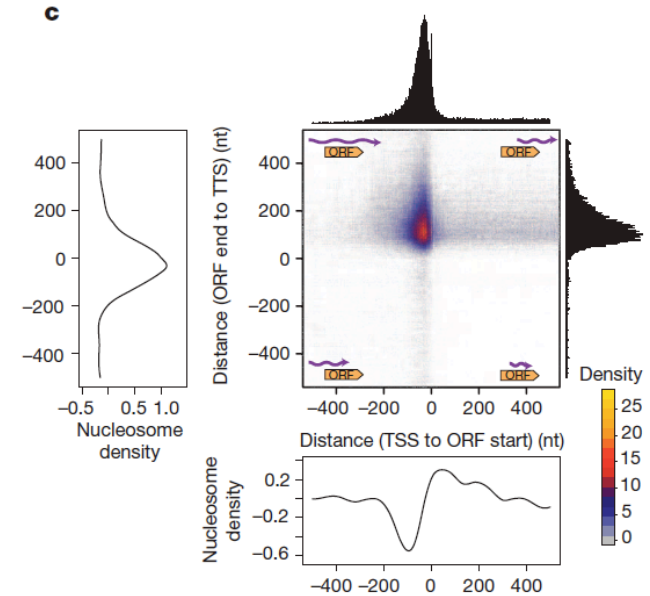 c
400
200
0
−200
−400
−0.5
0.5
1.0
Nucleosome
density
Distance (ORF end to TTS) (nt)
400
200
0
−200
−400
ORF
ORF
ORF
ORF
−400
−200
0
200
400
Distance (TSS to ORF start) (nt)
Density
25
20
15
10
5
0
Nucleosome
density
0.2
−0.2
−0.6
−400
−200
0
200
400